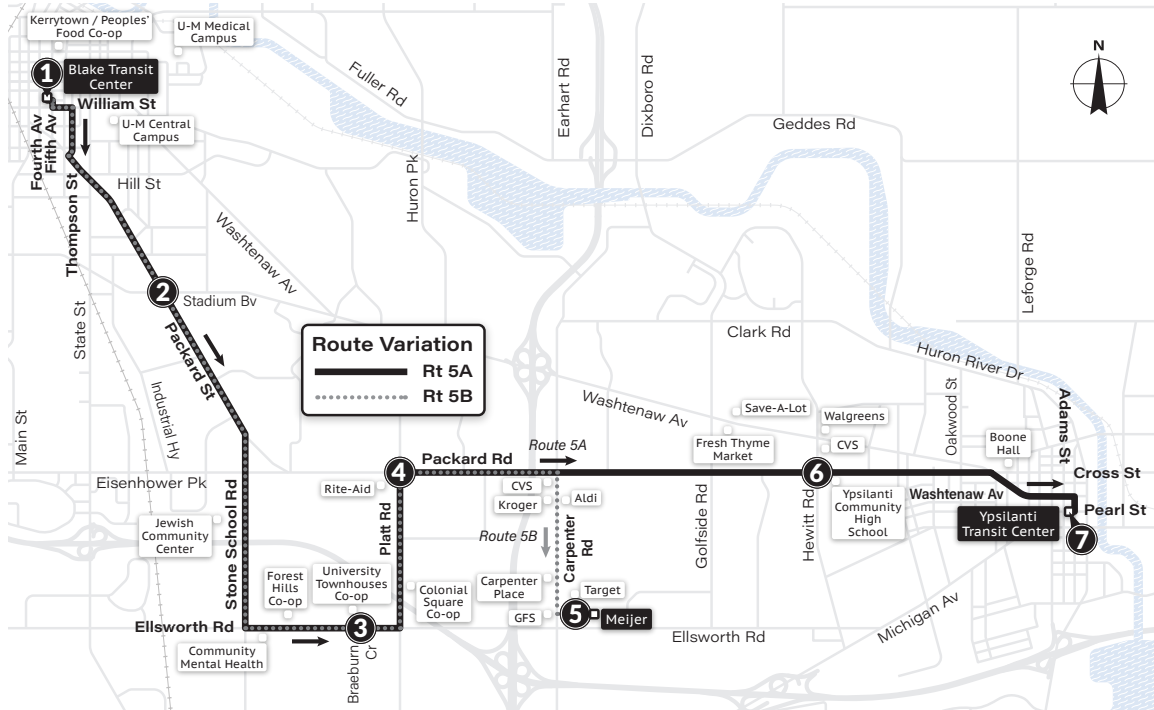 Kerrytown / Peoples'
Food Co-op
U-M Medical
Campus
1
Blake Transit
Center
William St
U-M Central
Campus
Fourth Av
Fifth Av
Thompson St
Hill St
Washtenaw Av
Fuller Rd
Huron Pk
Earhart Rd
Dixboro Rd
Geddes Rd
N
Leforge Rd
2
Stadium Bv
State St
Packard St
Industrial Hy
Main St
Route Variation
Rt 5A
Rt 5B
Clark Rd
Huron River Dr
Washtenaw Av
Save-A-Lot
Walgreens
Fresh Thyme
Market
CVS
Oakwood St
Boone
Hall
Adams St
Cross St
Route 5A
4
Packard Rd
6
Eisenhower Pk
Rite-Aid
CVS
Kroger
Aldi
Golfside Rd
Hewitt Rd
Ypsilanti
Community
High
School
Washtenaw Av
Ypsilanti
Transit Center
Pearl St
7
Jewish
Community
Center
Stone School Rd
Platt Rd
Route 5B
Carpenter
Rd
Forest
Hills
Co-op
University
Townhouses
Co-op
Colonial
Square
Co-op
Carpenter
Place
Target
GFS
5
Meijer
Ellsworth Rd
3
Ellsworth Rd
Michigan Av
Community
Mental Health
Braeburn
Cr